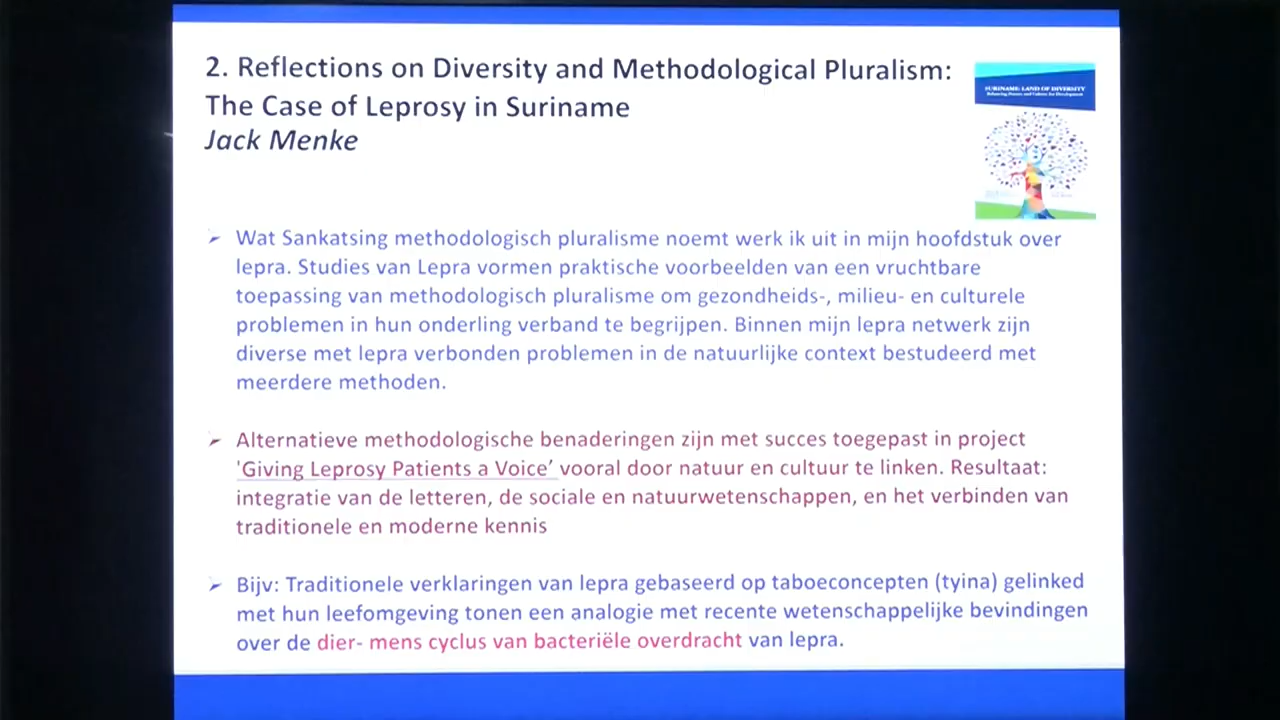 2. Reflections on Diversity and Methodological Pluralism:
The Case of Leprosy in Suriname
Jack Menke
SURINAME: LAND OF DIVERSITY
Wat Sankatsing methodologisch pluralisme noemt werk ik uit in mijn hoofdstuk over
lepra. Studies van Lepra vormen praktische voorbeelden van een vruchtbare
toepassing van methodologisch pluralisme om gezondheids-, milieu- en culturele
problemen in hun onderling verband te begrijpen. Binnen mijn lepra netwerk zijn
diverse met lepra verbonden problemen in de natuurlijke context bestudeerd met
meerdere methoden.
Alternatieve methodologische benaderingen zijn met succes toegepast in project
'Giving Leprosy Patients a Voice’ vooral door natuur en cultuur te linken. Resultaat:
integratie van de letteren, de sociale en natuurwetenschappen, en het verbinden van
traditionele en moderne kennis
Bijv: Traditionele verklaringen van lepra gebaseerd op taboeconcepten (tyina) gelinked
met hun leefomgeving tonen een analogie met recente wetenschappelijke bevindingen
over de dier- mens cyclus van bacteriële overdracht van lepra.